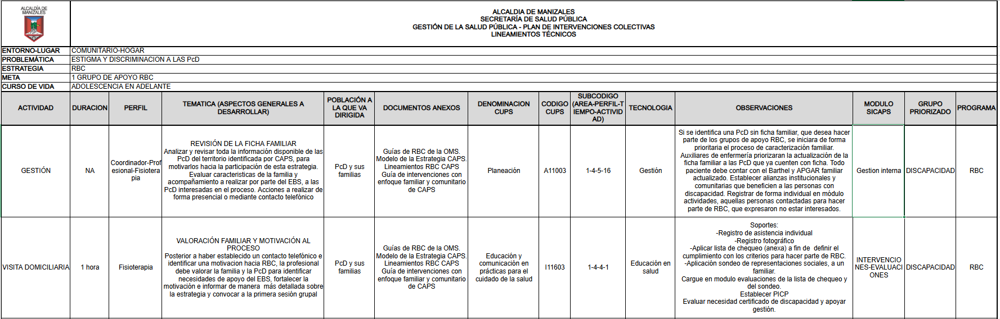 ALCALDÍA DE
MANIZALES
ALCALDIA DE MANIZALES
SECRETARÍA DE SALUD PÚBLICA
GESTIÓN DE LA SALUD PÚBLICA - PLAN DE INTERVENCIONES COLECTIVAS
LINEAMIENTOS TÉCNICOS
ENTORNO-LUGAR COMUNITARIO-HOGAR
PROBLEMÁTICA ESTIGMA Y DISCRIMINACION A LAS PcD
ESTRATEGIA RBC
META 1 GRUPO DE APOYO RBC
CURSO DE VIDA ADOLESCENCIA EN ADELANTE
ACTIVIDAD
DURACION
PERFIL
TEMATICA (ASPECTOS GENERALES A
DESARROLLAR)
POBLACIÓN A
LA QUE VA
DIRIGIDA
DOCUMENTOS ANEXOS
DENOMINACION
CUPS
CODIGO
CUPS
SUBCODIGO
(AREA-PERFIL-T
IEMPO-ACTIVID
AD)
TECNOLOGIA
OBSERVACIONES
MODULO
SICAPS
GRUPO
PRIORIZADO
PROGRAMA
GESTIÓN
NA
Coordinador-Prof
esional-Fisiotera
pia
REVISIÓN DE LA FICHA FAMILIAR
Analizar y revisar toda la información disponible de las
PcD del territorio identificada por CAPS, para
motivarlos hacia la participación de esta estrategia.
Evaluar caracteristicas de la familia y
acompañamiento a realizar por parte del EBS, a las
PcD interesadas en el proceso. Acciones a realizar de
forma presencial o mediante contacto telefónico
PcD y sus
familias
Guías de RBC de la OMS.
Modelo de la Estrategia CAPS.
Lineamientos RBC CAPS
Guía de intervenciones con
enfoque familiar y comunitario
de CAPS
Planeación
A11003
1-4-5-16
Gestión
Si se identifica una PcD sin ficha familiar, que desea hacer
parte de los grupos de apoyo RBC, se iniciara de forma
prioritaria el proceso de caracterización familiar.
Auxiliares de enfermería priorizaran la actualización de la
ficha familiar a las PcD que ya cuenten con ficha. Todo
paciente debe contar con el Barthel y APGAR familiar
actualizado. Establecer alianzas institucionales y
comunitarias que beneficien a las personas con
discapacidad. Registrar de forma individual en módulo
actividades, aquellas personas contactadas para hacer
parte de RBC, que expresaron no estar interesados.
Gestion interna
DISCAPACIDAD
RBC
VISITA DOMICILIARIA
1 hora
Fisioterapia
VALORACIÓN FAMILIAR Y MOTIVACIÓN AL
PROCESO
Posterior a haber establecido un contacto telefónico e
identificar una motivacion hacia RBC, la profesional
debe valorar la familia y la PcD para identificar
necesidades de apoyo del EBS, fortalecer la
motivación e informar de manera  más detallada sobre
la estrategia y convocar a la primera sesión grupal
PcD y sus
familias
Guías de RBC de la OMS.
Modelo de la Estrategia CAPS.
Lineamientos RBC CAPS
Guía de intervenciones con
enfoque familiar y comunitario
de CAPS
Educación y
comunicación en
prácticas para el
cuidado de la salud
I11603
1-4-4-1
Educación en
salud
Soportes:
-Registro de asistencia individual
-Registro fotográfico
-Aplicar lista de chequeo (anexa) a fin de  definir el
cumplimiento con los criterios para hacer parte de RBC.
-Aplicación sondeo de representaciones sociales, a un
familiar.
Cargue en modulo evaluaciones de la lista de chequeo y
del sondeo.
Establecer PICP
Evaluar necesidad certificado de discapacidad y apoyar
gestión.
INTERVENCIO
NES-EVALUACI
ONES
DISCAPACIDAD
RBC